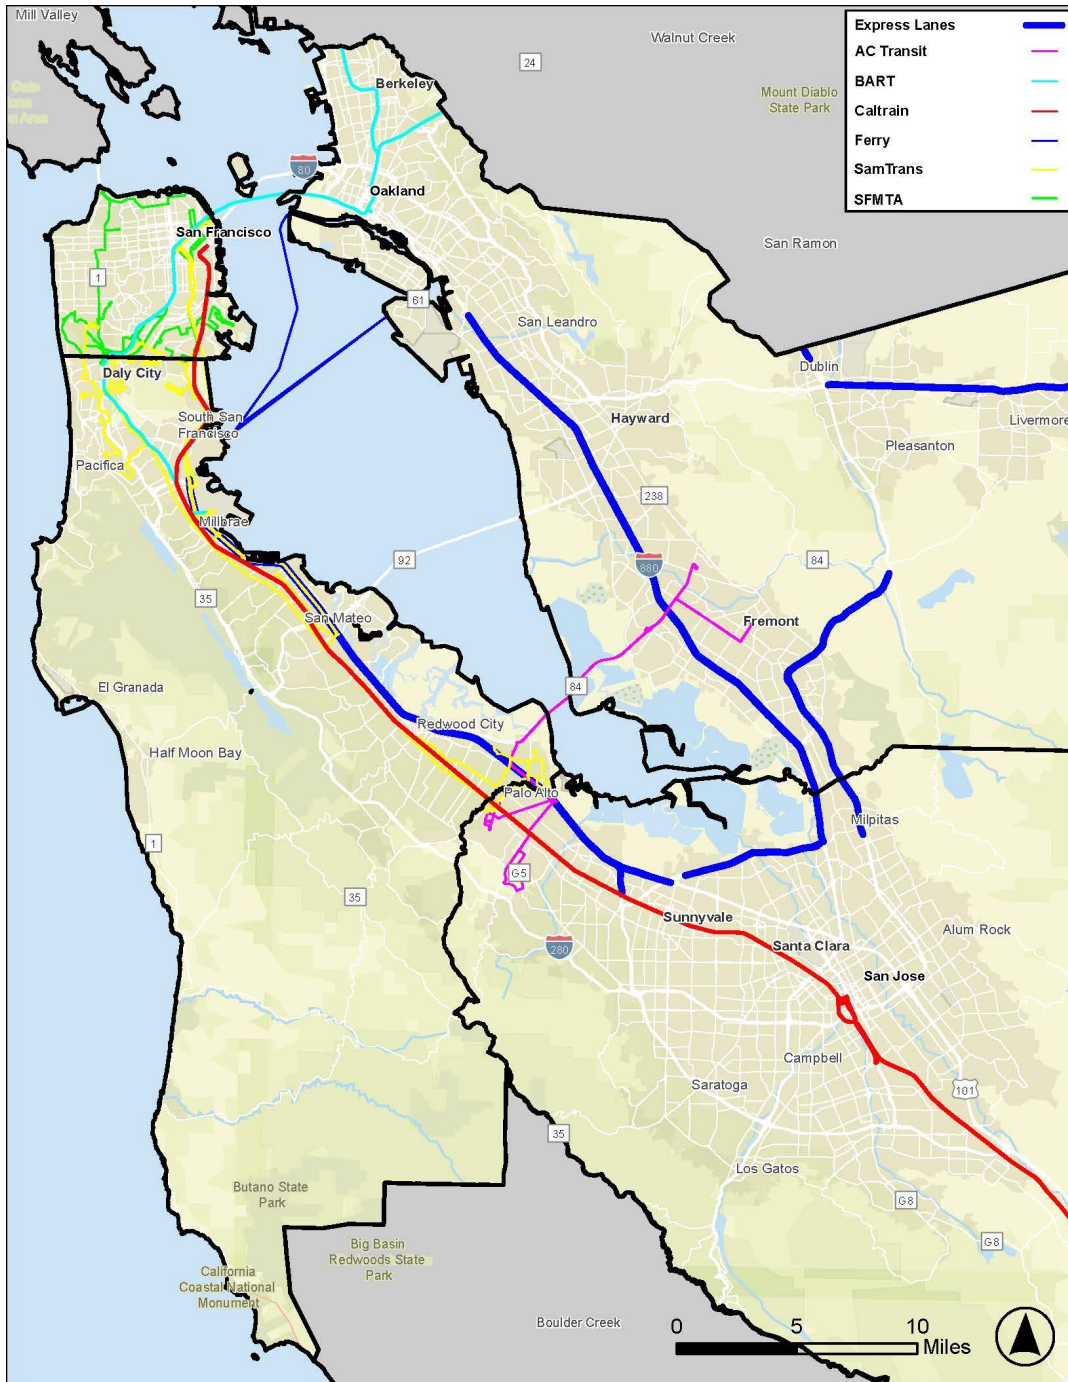 Mill Valley
Walnut Creek
24
Mount Diablo
State Park
Express Lanes
AC Transit
BART
Caltrain
Ferry
SamTrans
SFMTA
Berkeley
80
Oakland
San Francisco
San Ramon
1
61
San Leandro
Dublin
Daly City
Hayward
Livermore
South San
Francisco
Pleasanton
Pacifica
238
Millbrae
92
880
84
35
San Mateo
Fremont
El Granada
84
Redwood City
Half Moon Bay
Palo Alto
Milpitas
1
G5
35
Sunnyvale
Alum Rock
280
Santa Clara
San Jose
Campbell
Saratoga
101
35
Los Gatos
Butano State
Park
G8
G8
Big Basin
Redwoods State
Park
California
Coastal National
Monument
Boulder Creek
0 5 10
Miles